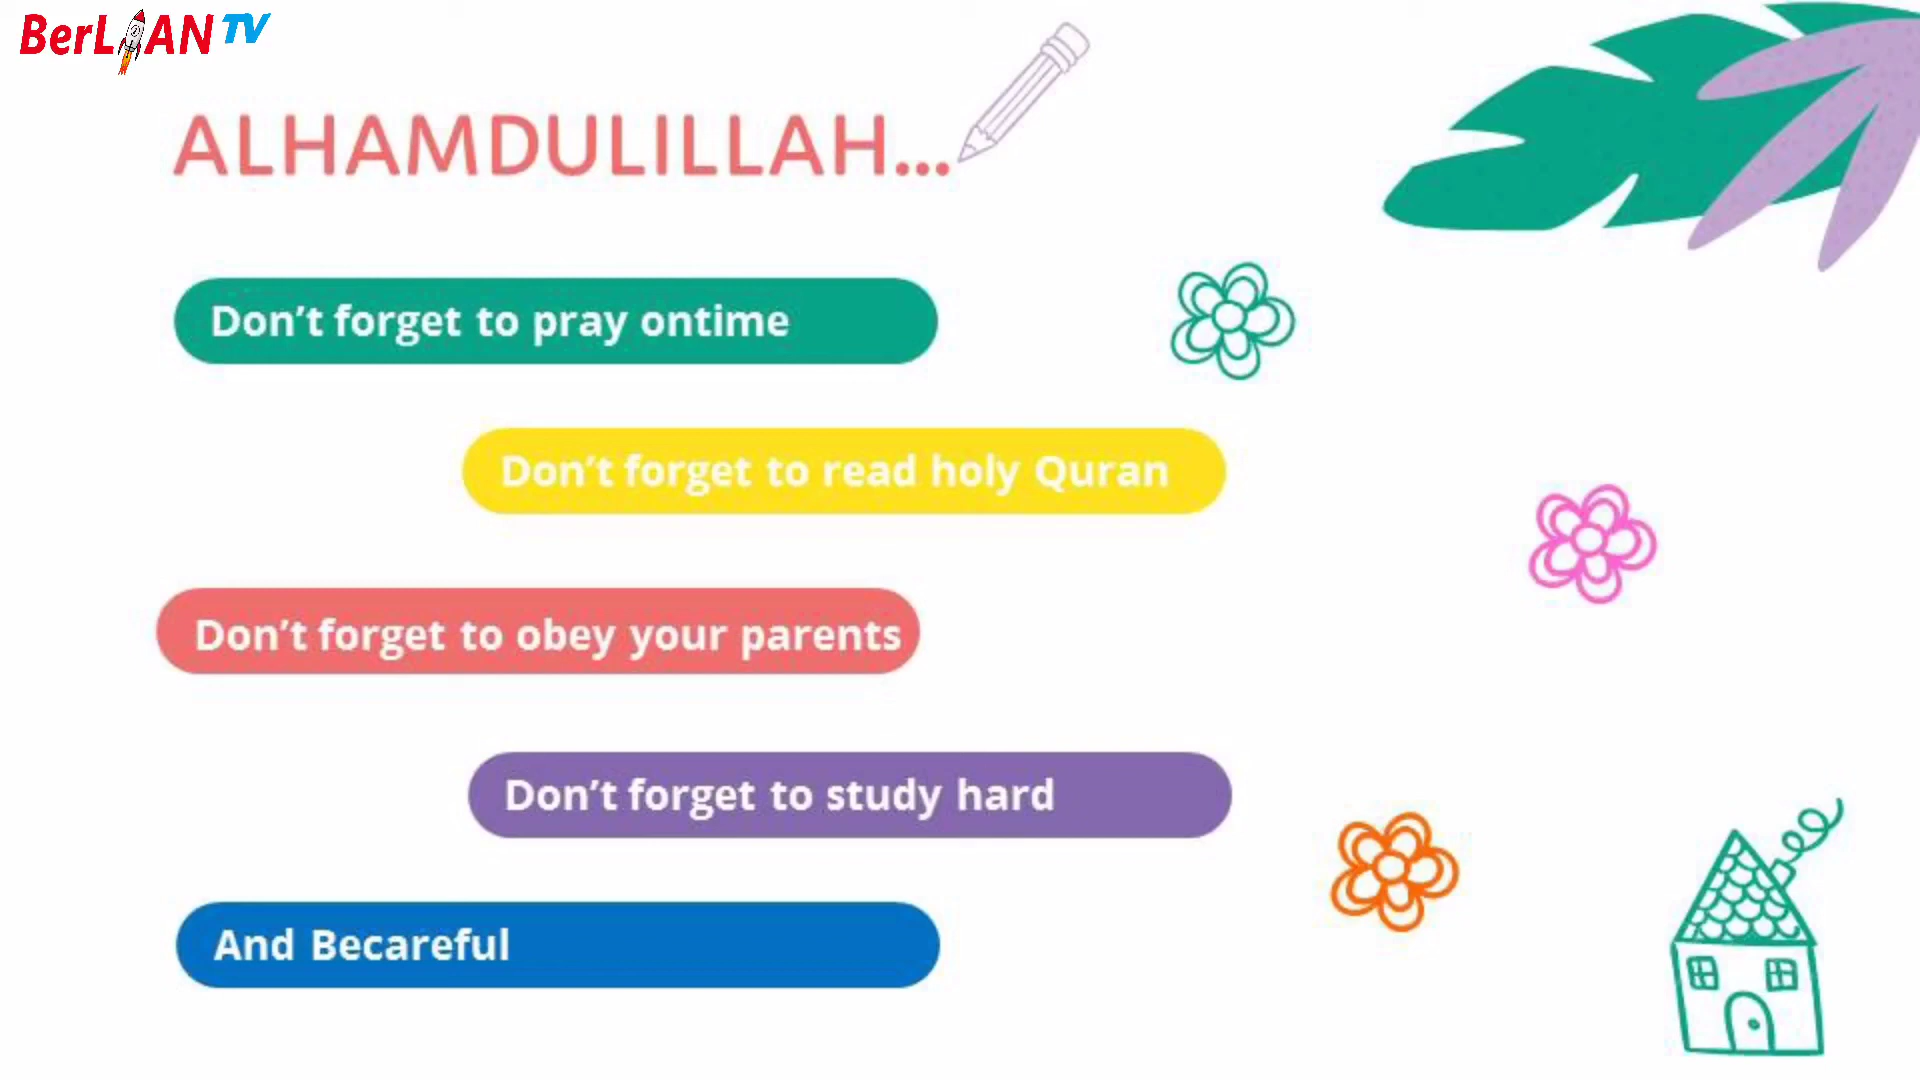 BerLIAN TV
ALHAMDULILLAH...
Don't forget to pray ontime
Don't forget to read holy Quran
Don't forget to obey your parents
Don't forget to study hard
And Becareful